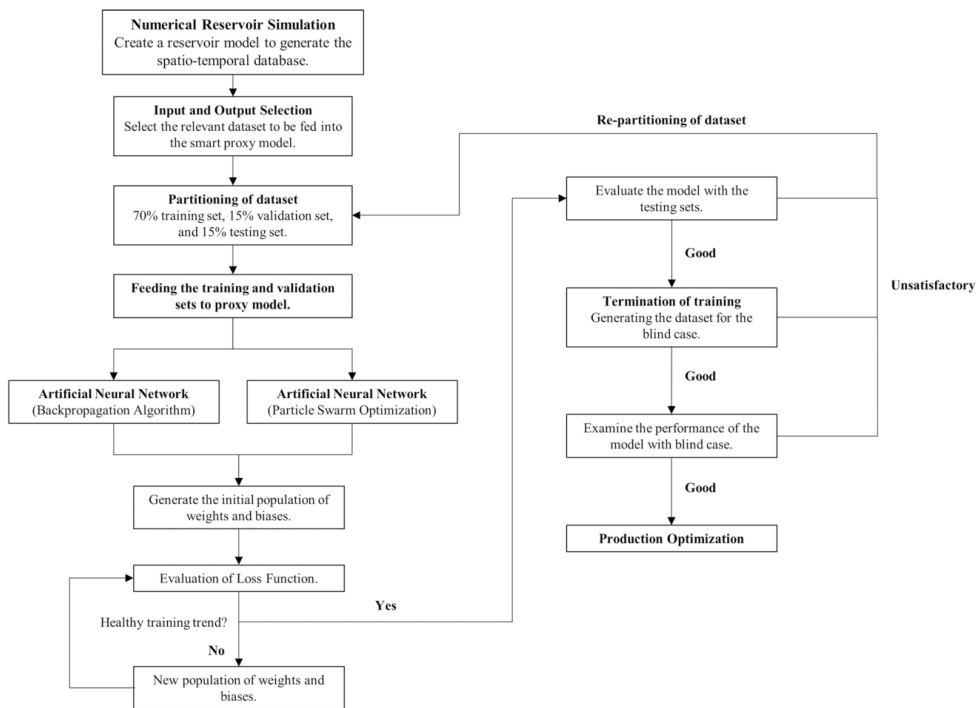 Numerical Reservoir Simulation
Create a reservoir model to generate the
spatio-temporal database.
Input and Output Selection
Select the relevant dataset to be fed into
the smart proxy model.
Partitioning of dataset
70% training set, 15% validation set,
and 15% testing set.
Feeding the training and validation
sets to proxy model.
Artificial Neural Network
(Backpropagation Algorithm)
Artificial Neural Network
(Particle Swarm Optimization)
Generate the initial population of
weights and biases.
Evaluation of Loss Function.
Healthy training trend?
Yes
No
New population of weights and
biases.
Re-partitioning of dataset
Evaluate the model with the
testing sets.
Good
Unsatisfactory
Termination of training
Generating the dataset for the
blind case.
Good
Examine the performance of the
model with blind case.
Good
Production Optimization